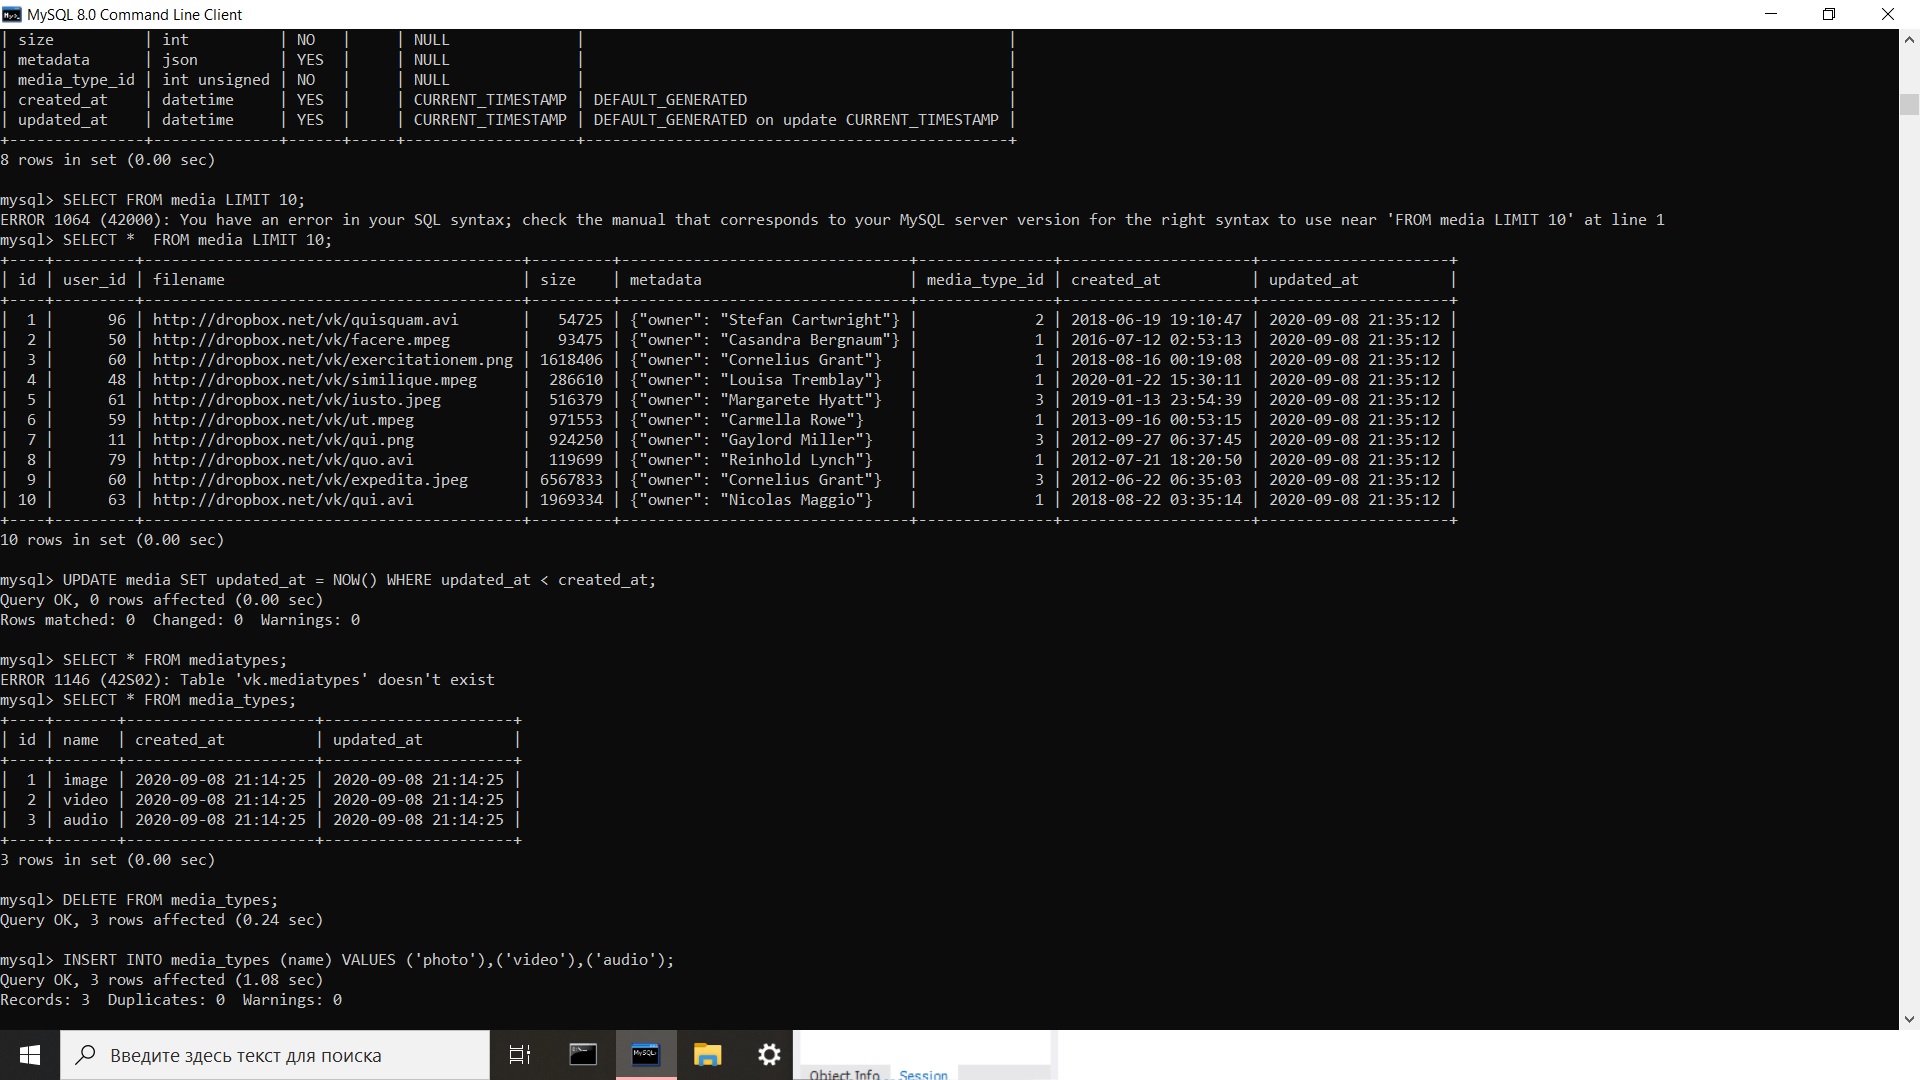 MySQL 8.0 Command Line Client
| size          | int          | NO   |     | NULL              |                                               |
| metadata      | json         | YES  |     | NULL              |                                               |
| media_type_id | int unsigned | NO   |     | NULL              |                                               |
| created_at    | datetime     | YES  |     | CURRENT_TIMESTAMP | DEFAULT_GENERATED                             |
| updated_at    | datetime     | YES  |     | CURRENT_TIMESTAMP | DEFAULT_GENERATED on update CURRENT_TIMESTAMP |
+---------------+--------------+------+-----+-------------------+-----------------------------------------------+
8 rows in set (0.00 sec)
mysql> SELECT FROM media LIMIT 10;
ERROR 1064 (42000): You have an error in your SQL syntax; check the manual that corresponds to your MySQL server version for the right syntax to use near 'FROM media LIMIT 10' at line 1
mysql> SELECT *  FROM media LIMIT 10;
+----+---------+------------------------------------------+---------+--------------------------------+---------------+---------------------+---------------------+
| id | user_id | filename                                 | size    | metadata                       | media_type_id | created_at          | updated_at          |
+----+---------+------------------------------------------+---------+--------------------------------+---------------+---------------------+---------------------+
|  1 |      96 | http://dropbox.net/vk/quisquam.avi       |   54725 | {"owner": "Stefan Cartwright"} |             2 | 2018-06-19 19:10:47 | 2020-09-08 21:35:12 |
|  2 |      50 | http://dropbox.net/vk/facere.mpeg        |   93475 | {"owner": "Casandra Bergnaum"} |             1 | 2016-07-12 02:53:13 | 2020-09-08 21:35:12 |
|  3 |      60 | http://dropbox.net/vk/exercitationem.png | 1618406 | {"owner": "Cornelius Grant"}   |             1 | 2018-08-16 00:19:08 | 2020-09-08 21:35:12 |
|  4 |      48 | http://dropbox.net/vk/similique.mpeg     |  286610 | {"owner": "Louisa Tremblay"}   |             1 | 2020-01-22 15:30:11 | 2020-09-08 21:35:12 |
|  5 |      61 | http://dropbox.net/vk/iusto.jpeg         |  516379 | {"owner": "Margarete Hyatt"}   |             3 | 2019-01-13 23:54:39 | 2020-09-08 21:35:12 |
|  6 |      59 | http://dropbox.net/vk/ut.mpeg            |  971553 | {"owner": "Carmella Rowe"}     |             1 | 2013-09-16 00:53:15 | 2020-09-08 21:35:12 |
|  7 |      11 | http://dropbox.net/vk/qui.png            |  924250 | {"owner": "Gaylord Miller"}    |             3 | 2012-09-27 06:37:45 | 2020-09-08 21:35:12 |
|  8 |      79 | http://dropbox.net/vk/quo.avi            |  119699 | {"owner": "Reinhold Lynch"}    |             1 | 2012-07-21 18:20:50 | 2020-09-08 21:35:12 |
|  9 |      60 | http://dropbox.net/vk/expedita.jpeg      | 6567833 | {"owner": "Cornelius Grant"}   |             3 | 2012-06-22 06:35:03 | 2020-09-08 21:35:12 |
| 10 |      63 | http://dropbox.net/vk/qui.avi            | 1969334 | {"owner": "Nicolas Maggio"}    |             1 | 2018-08-22 03:35:14 | 2020-09-08 21:35:12 |
+----+---------+------------------------------------------+---------+--------------------------------+---------------+---------------------+---------------------+
10 rows in set (0.00 sec)
mysql> UPDATE media SET updated_at = NOW() WHERE updated_at < created_at;
Query OK, 0 rows affected (0.00 sec)
Rows matched: 0  Changed: 0  Warnings: 0
mysql> SELECT * FROM mediatypes;
ERROR 1146 (42S02): Table 'vk.mediatypes' doesn't exist
mysql> SELECT * FROM media_types;
+----+-------+---------------------+---------------------+
| id | name  | created_at          | updated_at          |
+----+-------+---------------------+---------------------+
|  1 | image | 2020-09-08 21:14:25 | 2020-09-08 21:14:25 |
|  2 | video | 2020-09-08 21:14:25 | 2020-09-08 21:14:25 |
|  3 | audio | 2020-09-08 21:14:25 | 2020-09-08 21:14:25 |
+----+-------+---------------------+---------------------+
3 rows in set (0.00 sec)
mysql> DELETE FROM media_types;
Query OK, 3 rows affected (0.24 sec)
mysql> INSERT INTO media_types (name) VALUES ('photo'),('video'),('audio');
Query OK, 3 rows affected (1.08 sec)
Records: 3  Duplicates: 0  Warnings: 0
Введите здесь текст для поиска
MySQL
Object Info Session